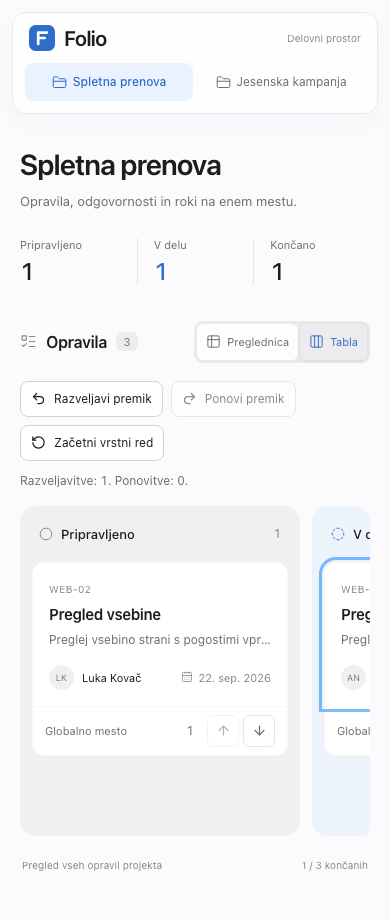 Folio
Delovni prostor
Spletna prenova
Jesenska kampanja
Spletna prenova
Opravila, odgovornosti in roki na enem mestu.
Pripravljeno
V delu
Končano
1
1
1
Opravila 3
Preglednica
Tabla
Razveljavi premik
Ponovi premik
Začetni vrstni red
Razveljavitve: 1. Ponovitve: 0.
Pripravljeno 1
WEB-02
Pregled vsebine
Preglej vsebino strani s pogostimi vpr…
LK Luka Kovač
22. sep. 2026
Globalno mesto 1
V
WEB-
AN
Pregled vseh opravil projekta
1 / 3 končanih